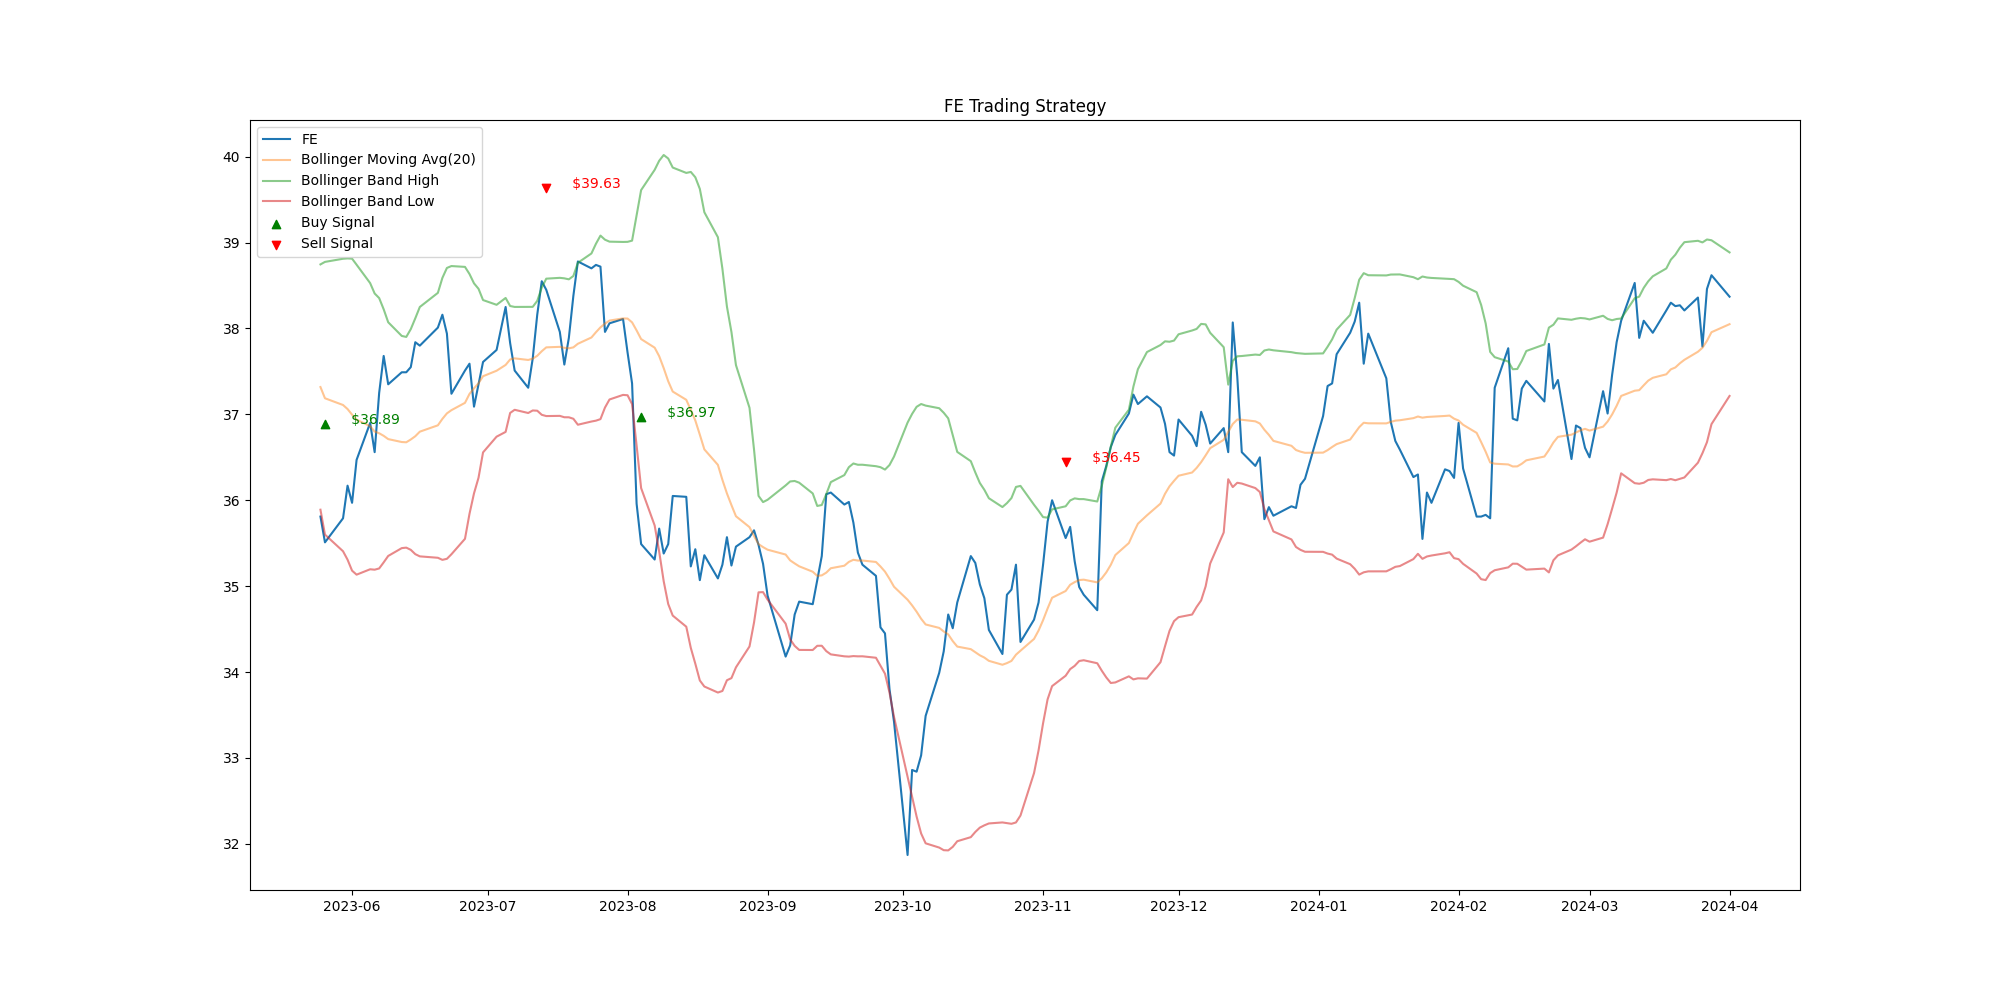 FE Trading Strategy
FE
Bollinger Moving Avg(20)
Bollinger Band High
Bollinger Band Low
Buy Signal
Sell Signal
40
39
38
37
36
35
34
33
32
$39.63
$36.89
$36.97
$36.45
2023-06 2023-07 2023-08 2023-09 2023-10 2023-11 2023-12 2024-01 2024-02 2024-03 2024-04